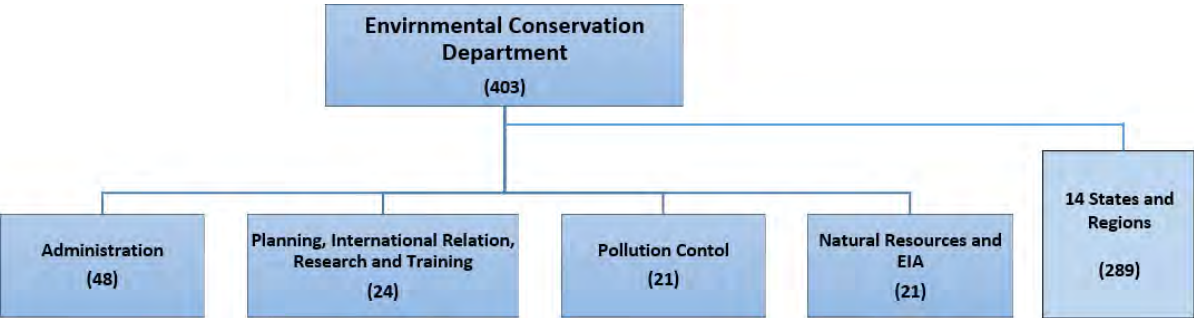 Envirnmental Conservation
Department
(403)
14 States and
Regions
(289)
Administration
(48)
Planning, International Relation,
Research and Training
(24)
Pollution Contol
(21)
Natural Resources and
EIA
(21)